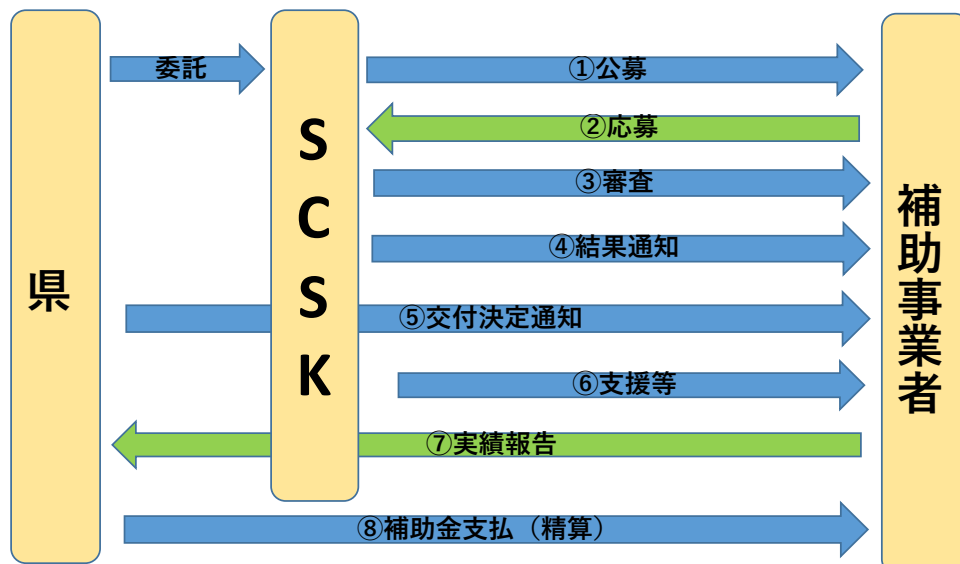 委託
①公募
②応募
③審査
④結果通知
⑤交付決定通知
⑥支援等
⑦実績報告
⑧補助金支払（精算）
県
SCSK
補助事業者